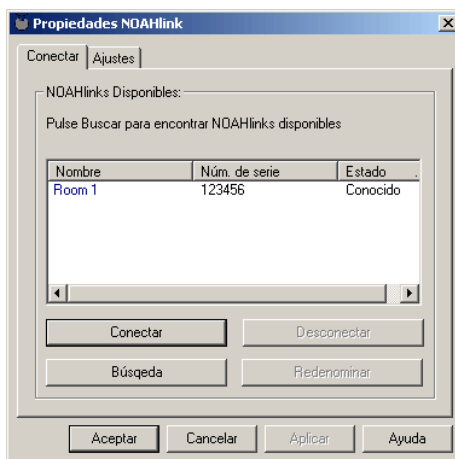 Propiedades NOAHlink
Conectar Ajustes
NOAHlinks Disponibles:
Pulse Buscar para encontrar NOAHlinks disponibles
Nombre Núm. de serie Estado
Room 1 123456 Conocido
Conectar Desconectar
Búsqeda Redenominar
Aceptar Cancelar Aplicar Ayuda